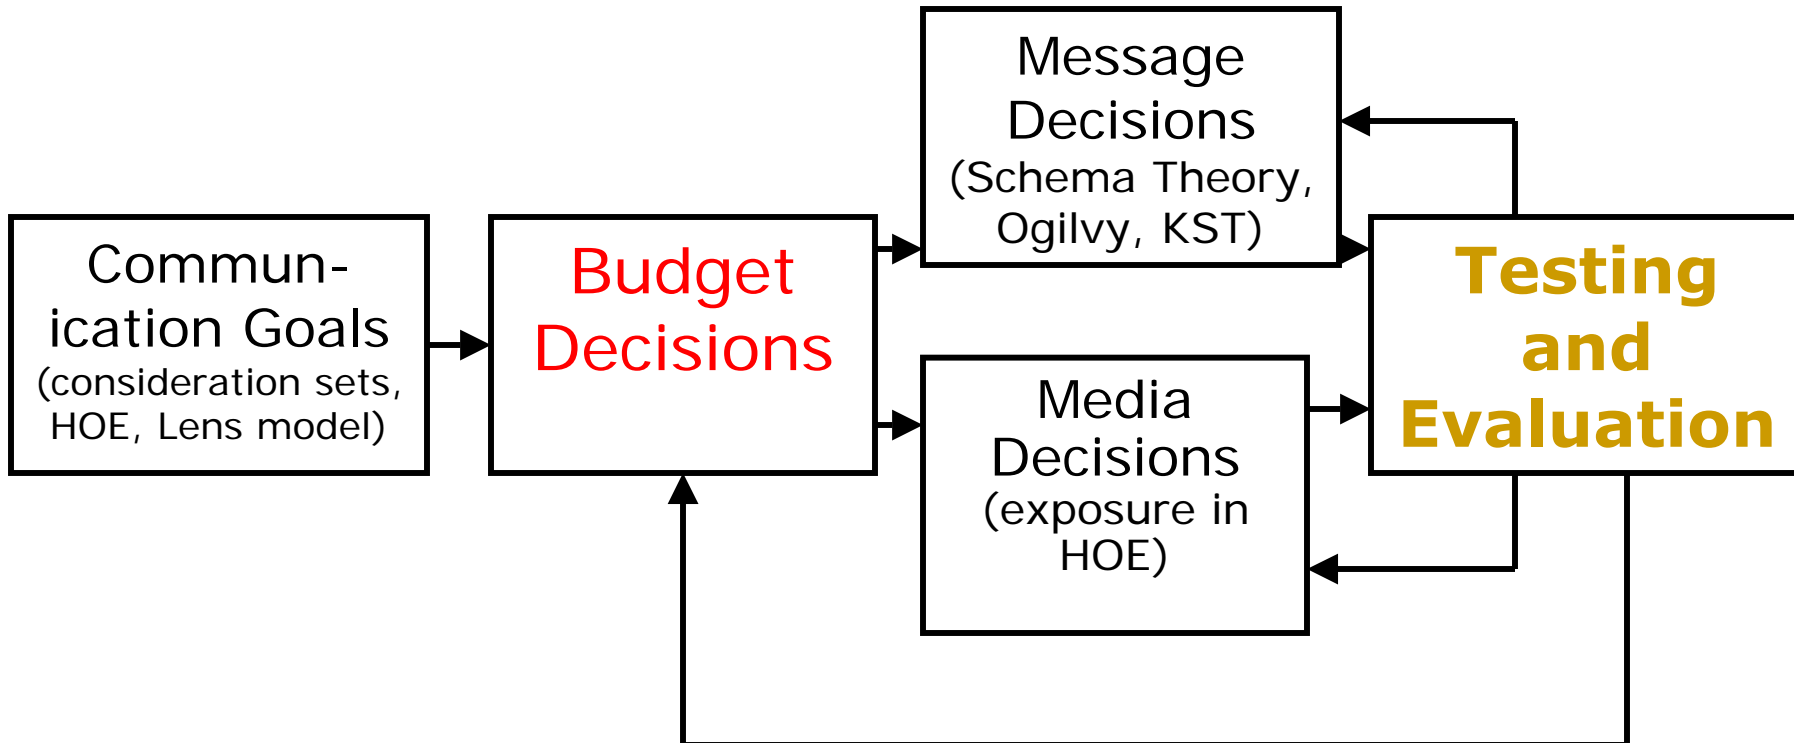 Commun-
ication Goals
(consideration sets,
HOE, Lens model)
Budget
Decisions
Message
Decisions
(Schema Theory,
Ogilvy, KST)
Media
Decisions
(exposure in
HOE)
Testing
and
Evaluation